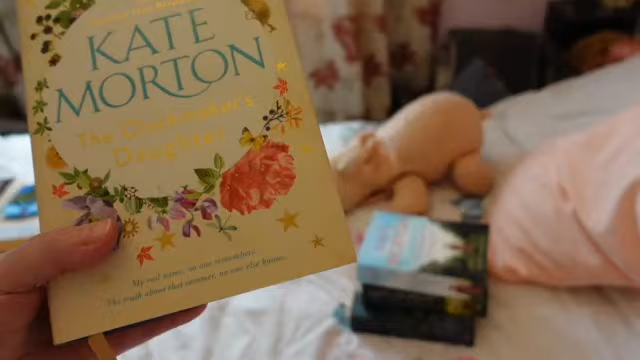 KATE
MORTON
The Clockmaker's
Daughter
My real name, no one remembers.
The truth about that summer, no one else knows.